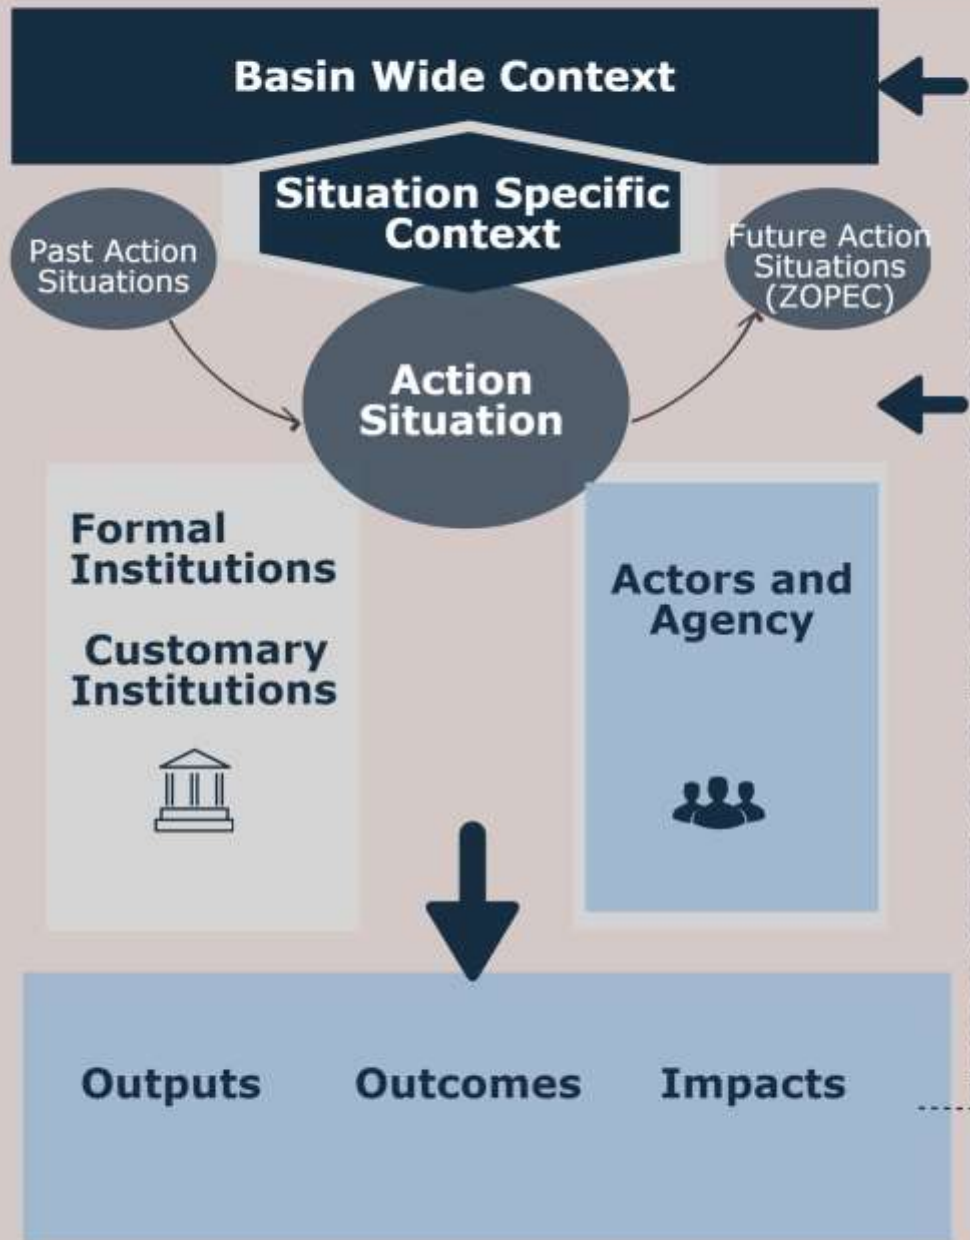 Basin Wide Context
Situation Specific
Context
Past Action
Situations
Future Action
Situations
(ZOPEC)
Action
Situation
Formal
Institutions
Customary
Institutions
Actors and
Agency
Outputs
Outcomes
Impacts